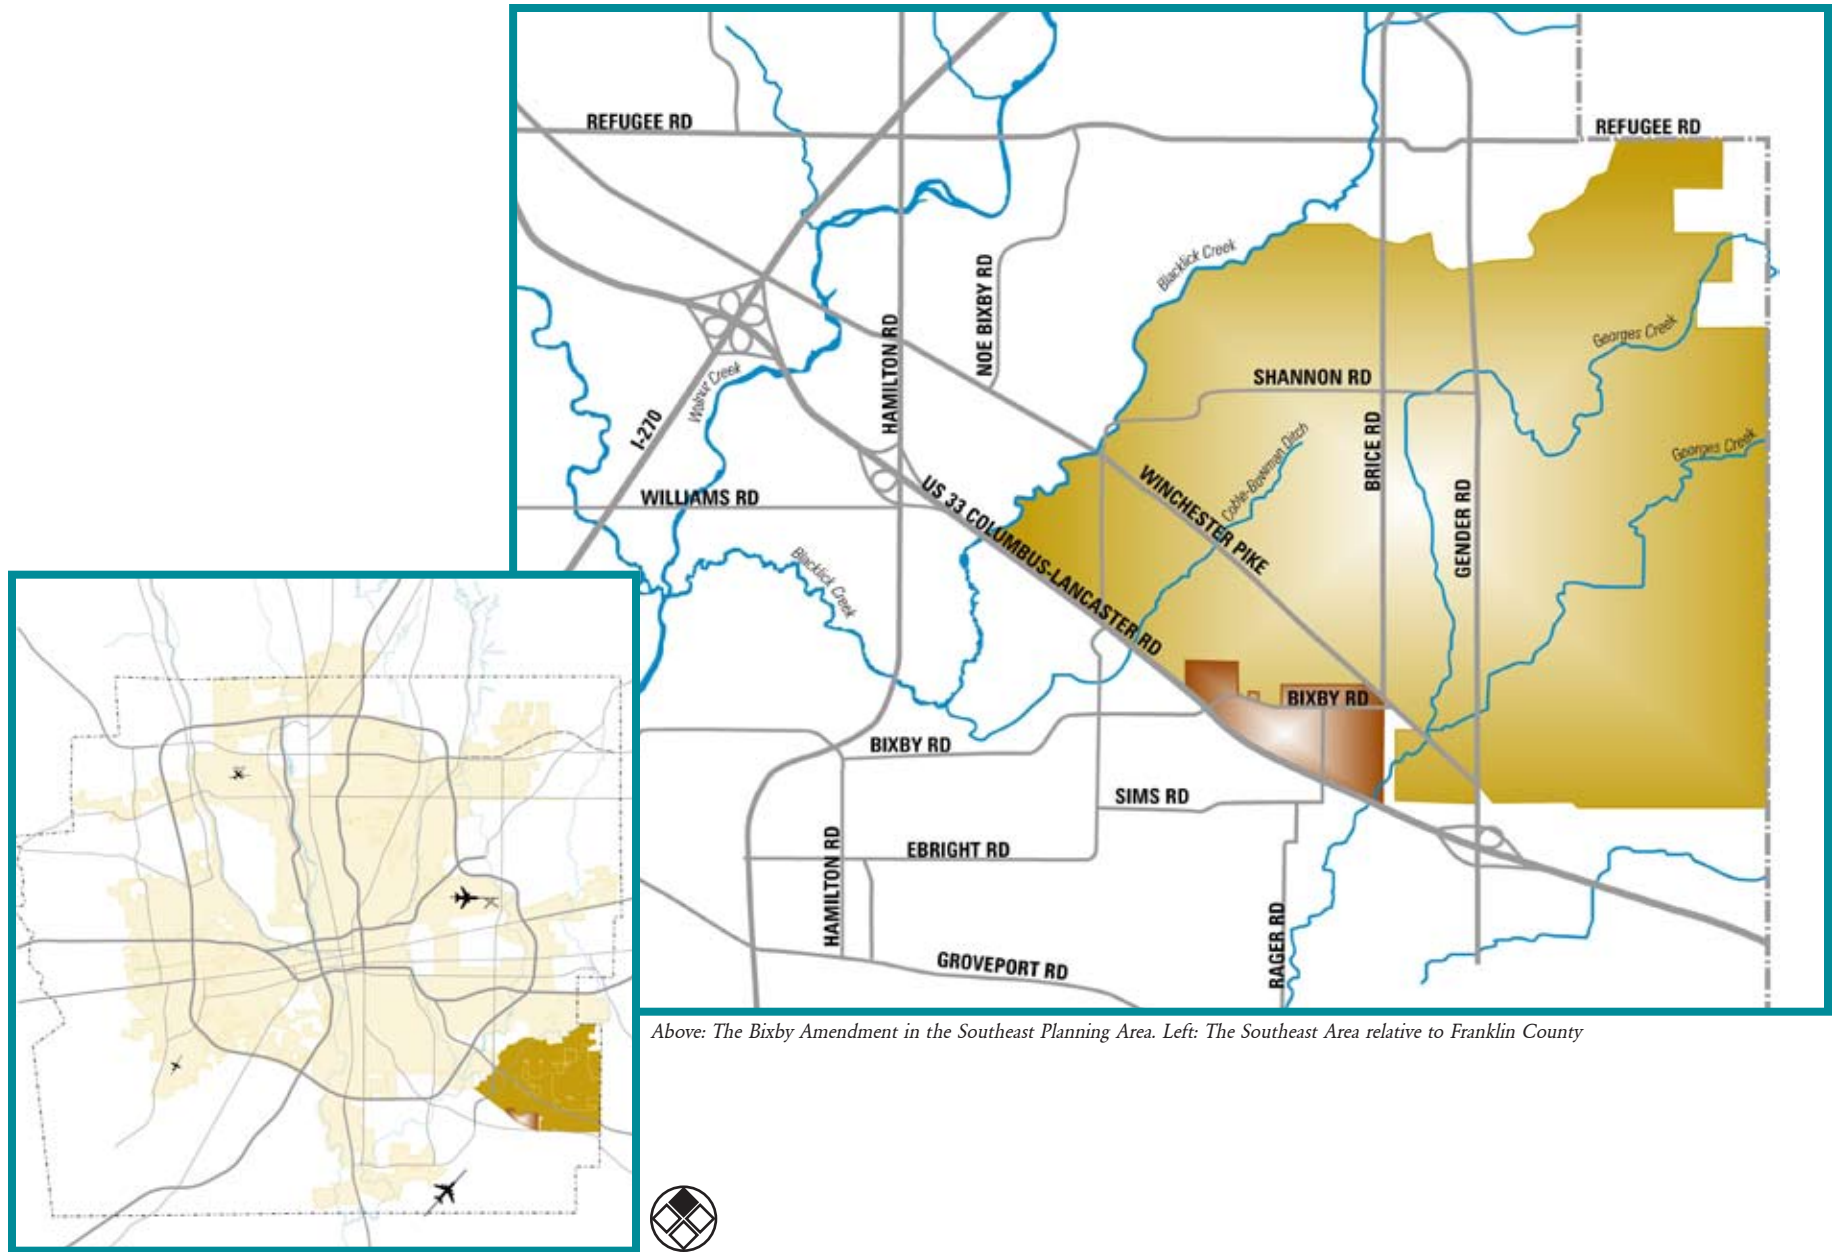 REFUGEE RD
REFUGEE RD
Blacklick Creek
NOE BIXBY RD
HAMILTON RD
Georges Creek
Walnut Creek
SHANNON RD
I-270
BRICE RD
Coble-Bowman Ditch
Georges Creek
WILLIAMS RD
US 33 COLUMBUS-LANCASTER RD
WINCHESTER PIKE
GENDER RD
Blacklick Creek
BIXBY RD
BIXBY RD
SIMS RD
HAMILTON RD
EBRIGHT RD
RAGER RD
GROVEPORT RD
Above: The Bixby Amendment in the Southeast Planning Area. Left: The Southeast Area relative to Franklin County